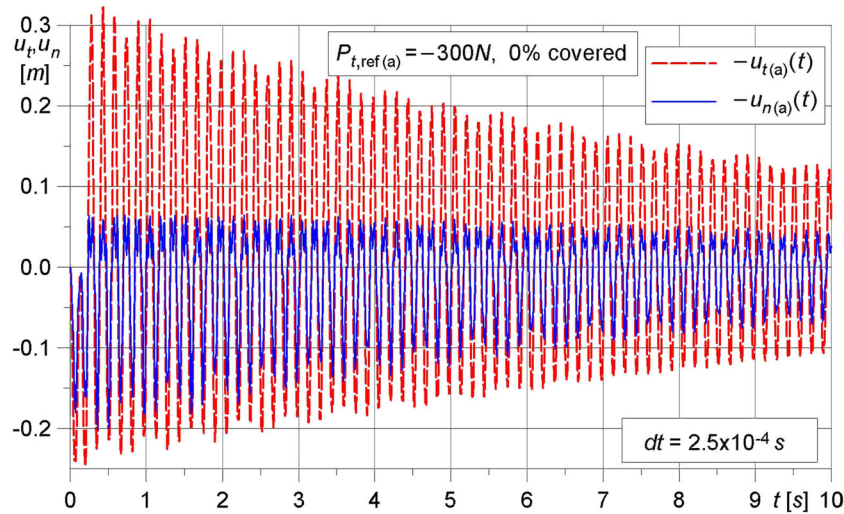 0.3
u_t,u_n
[m]
0.2
0.1
0.0
-0.1
-0.2
P_t,ref(a) = −300N, 0% covered
−u_t(a)(t)
−u_n(a)(t)
dt = 2.5x10^-4 s
0 1 2 3 4 5 6 7 8 9 t [s] 10